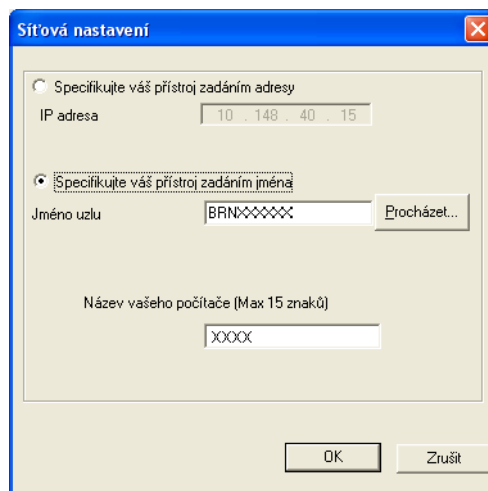 Síťová nastavení
Specifikujte váš přístroj zadáním adresy
IP adresa 10 . 148 . 40 . 15
Specifikujte váš přístroj zadáním jména
Jméno uzlu BRNXXXXXX Procházet...
Název vašeho počítače (Max 15 znaků)
XXXX
OK Zrušit